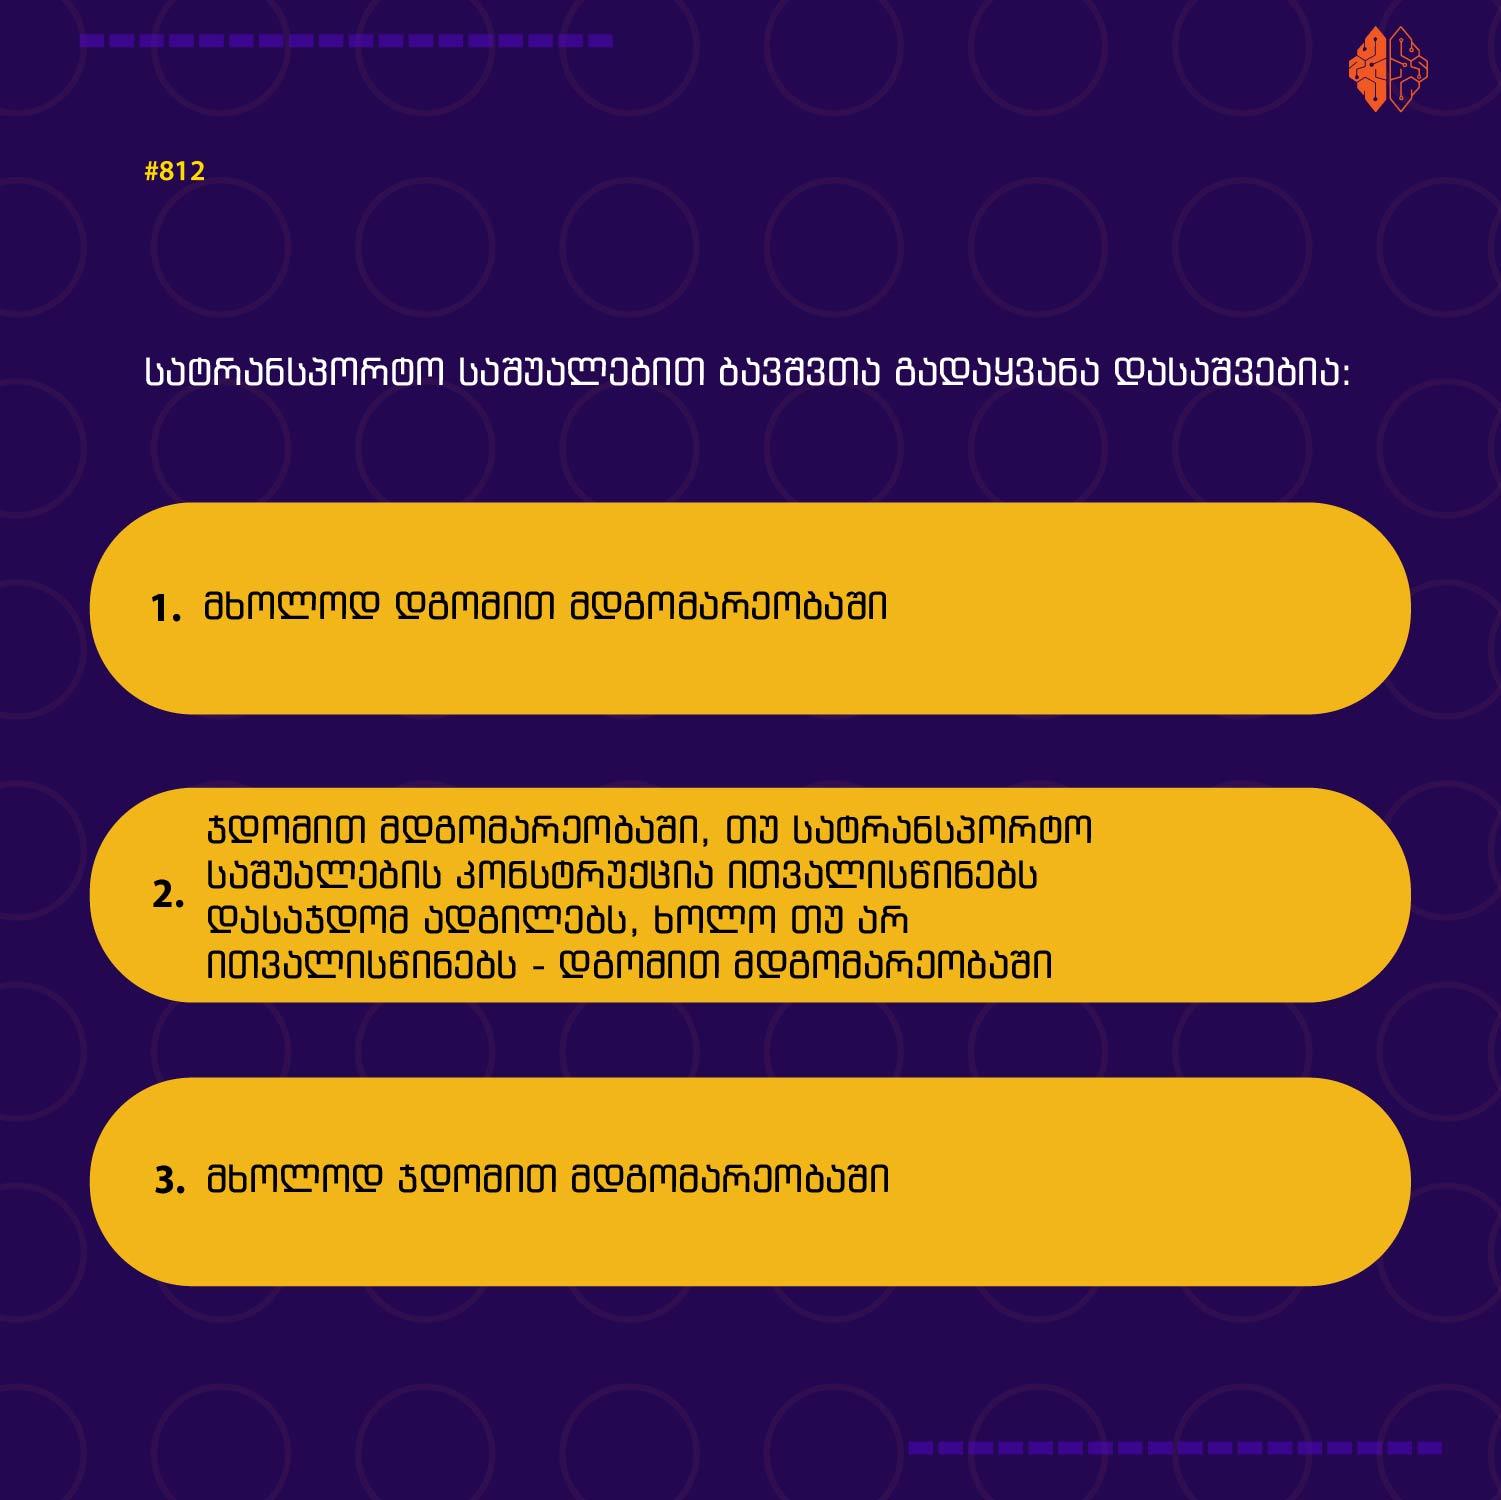 #812
სატრანსპორტო საშუალებით ბავშვთა გადაყვანა დასაშვებია:
1. მხოლოდ დგომით მდგომარეობაში
ჯდომით მდგომარეობაში, თუ სატრანსპორტო
საშუალების კონსტრუქცია ითვალისწინებს
2. დასაჯდომ ადგილებს, ხოლო თუ არ
ითვალისწინებს - დგომით მდგომარეობაში
3. მხოლოდ ჯდომით მდგომარეობაში